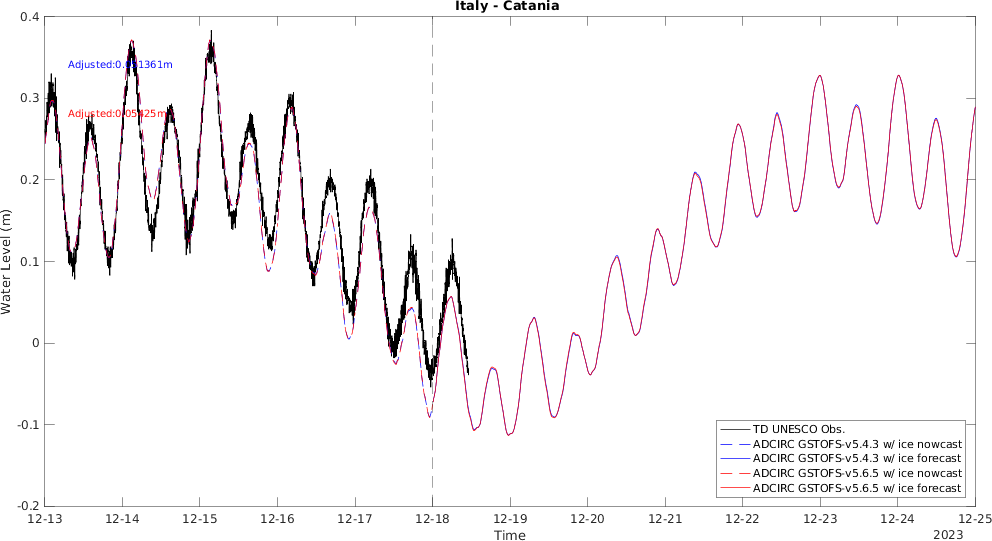 Italy - Catania
0.4
0.3
0.2
0.1
0
-0.1
-0.2
Water Level (m)
Adjusted:0.051361m
Adjusted:0.05425m
TD UNESCO Obs.
ADCIRC GSTOFS-v5.4.3 w/ ice nowcast
ADCIRC GSTOFS-v5.4.3 w/ ice forecast
ADCIRC GSTOFS-v5.6.5 w/ ice nowcast
ADCIRC GSTOFS-v5.6.5 w/ ice forecast
12-13 12-14 12-15 12-16 12-17 12-18 12-19 12-20 12-21 12-22 12-23 12-24 12-25
Time
2023